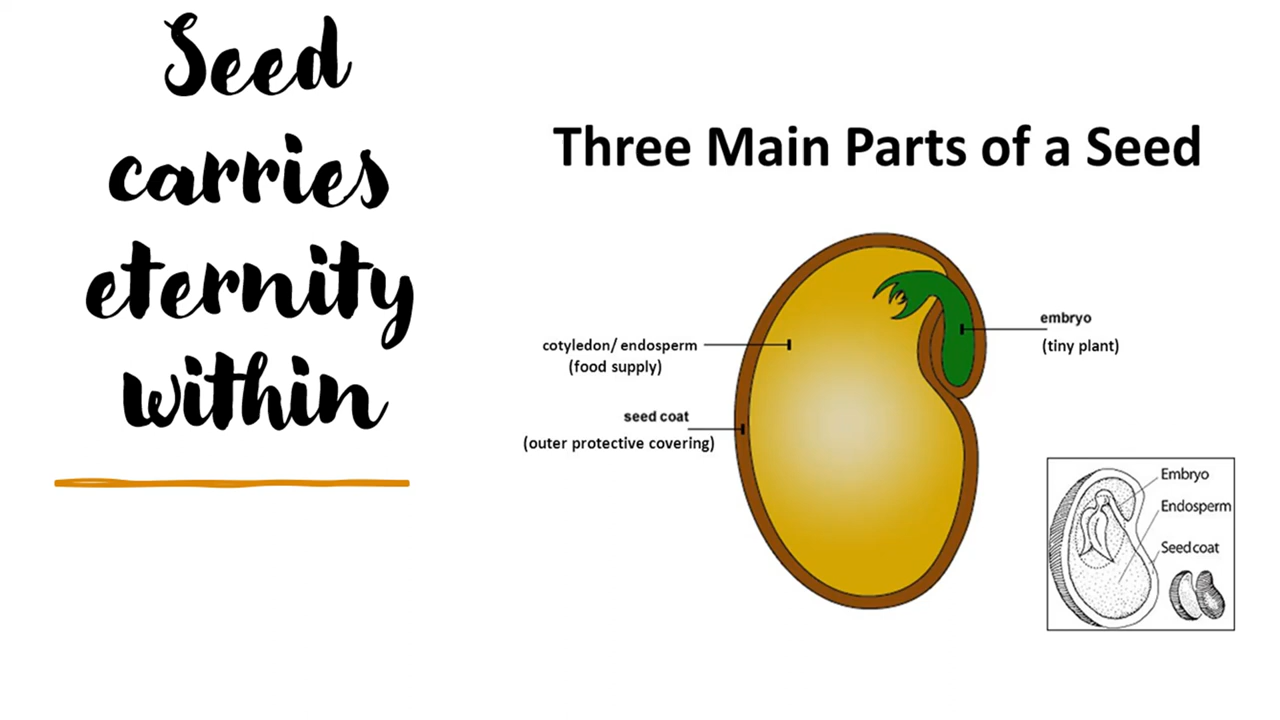 Seed
carries
eternity
within
Three Main Parts of a Seed
embryo
(tiny plant)
cotyledon/ endosperm
(food supply)
seed coat
(outer protective covering)
Embryo
Endosperm
Seed coat